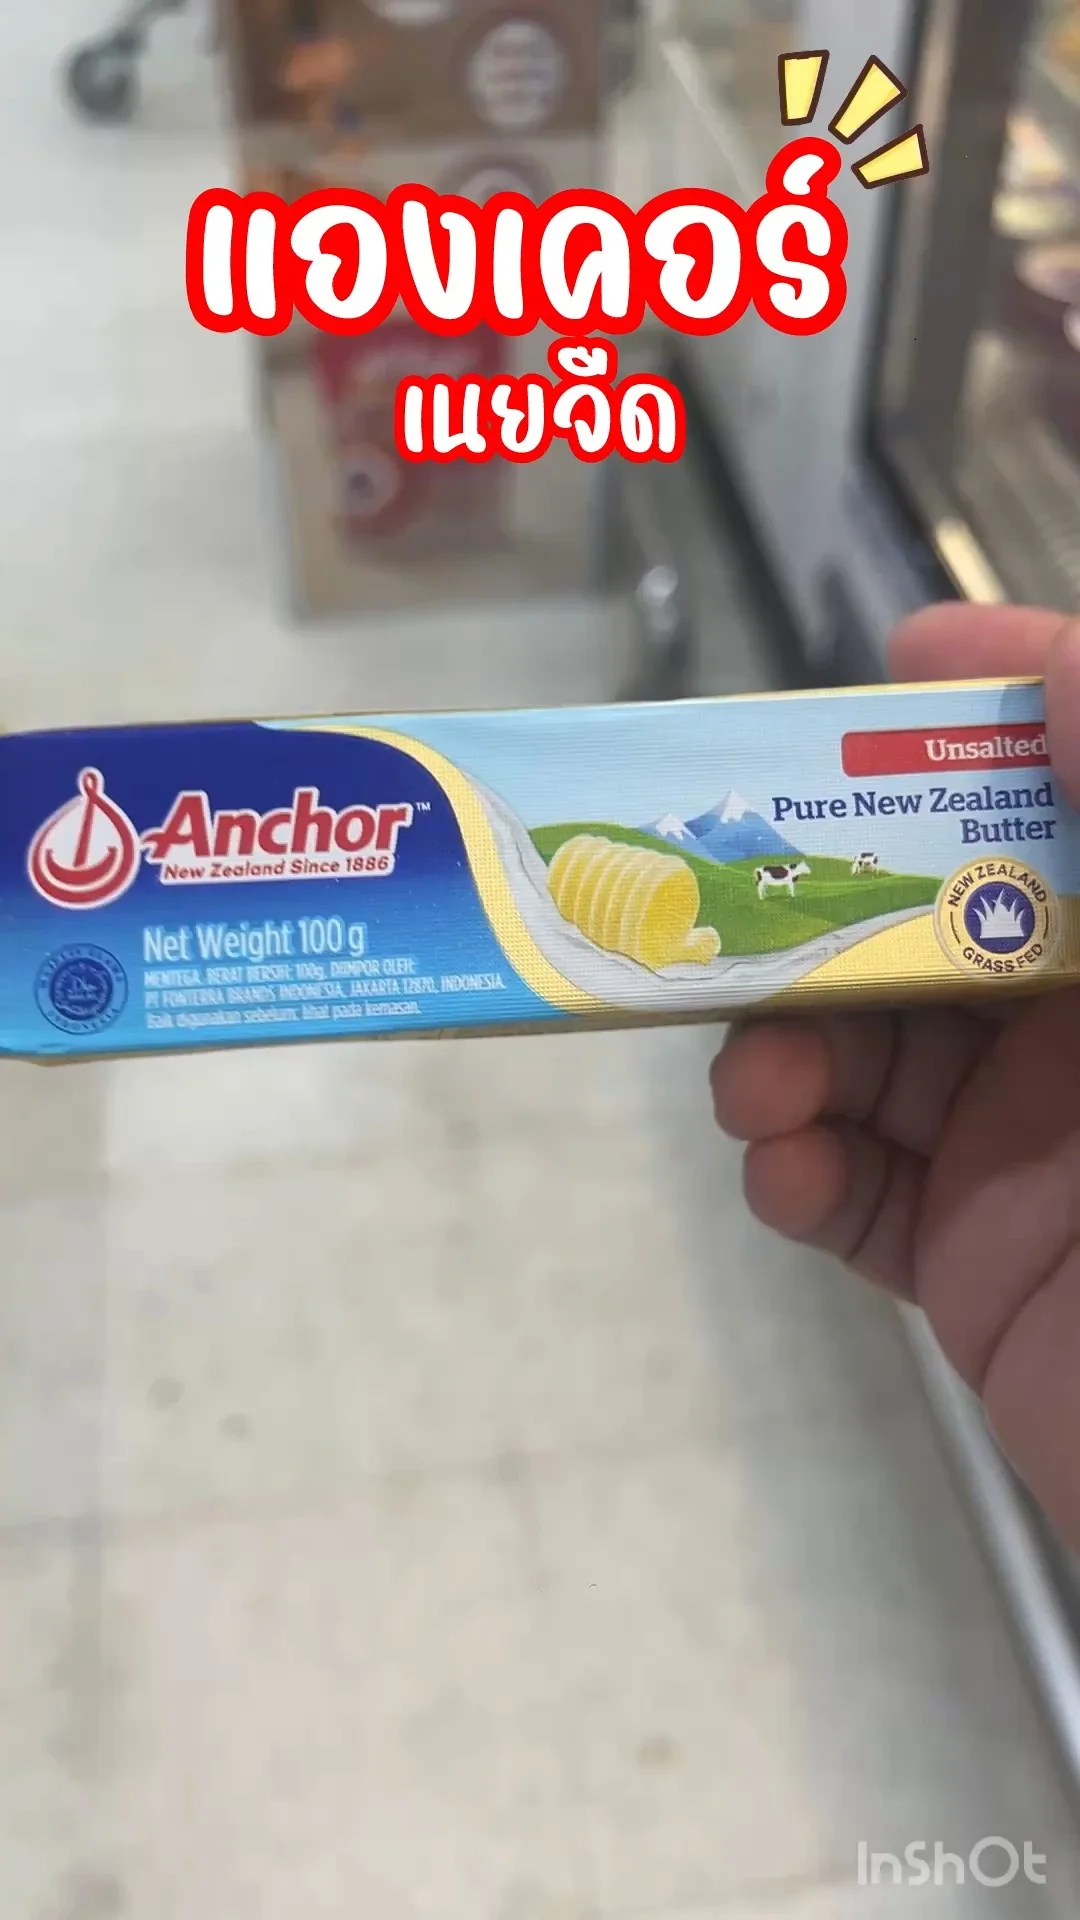 แองเคอร์
เนยจืด
Unsalted
Pure New Zealand
Butter
Anchor™
New Zealand Since 1886
NEW ZEALAND
GRASS FED
Net Weight 100 g
MENTEGA. BERAT BERSIH: 100g. DIIMPOR OLEH:
PT FONTERRA BRANDS INDONESIA, JAKARTA 12870, INDONESIA.
Baik digunakan sebelum: lihat pada kemasan.
INDONESIA
InShOt